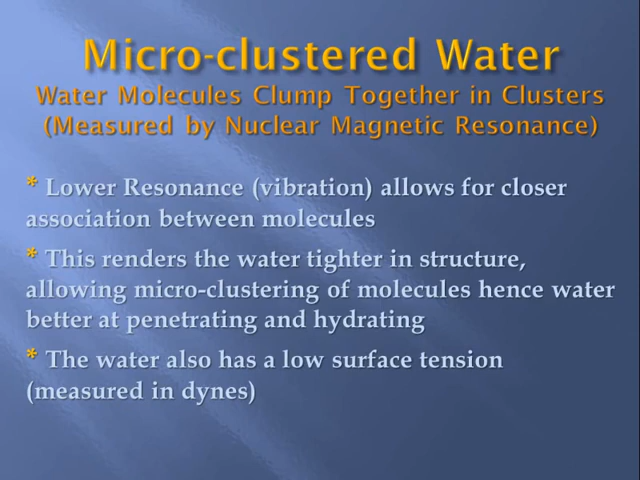 Micro-clustered Water
Water Molecules Clump Together in Clusters
(Measured by Nuclear Magnetic Resonance)
* Lower Resonance (vibration) allows for closer
association between molecules
* This renders the water tighter in structure,
allowing micro-clustering of molecules hence water
better at penetrating and hydrating
* The water also has a low surface tension
(measured in dynes)